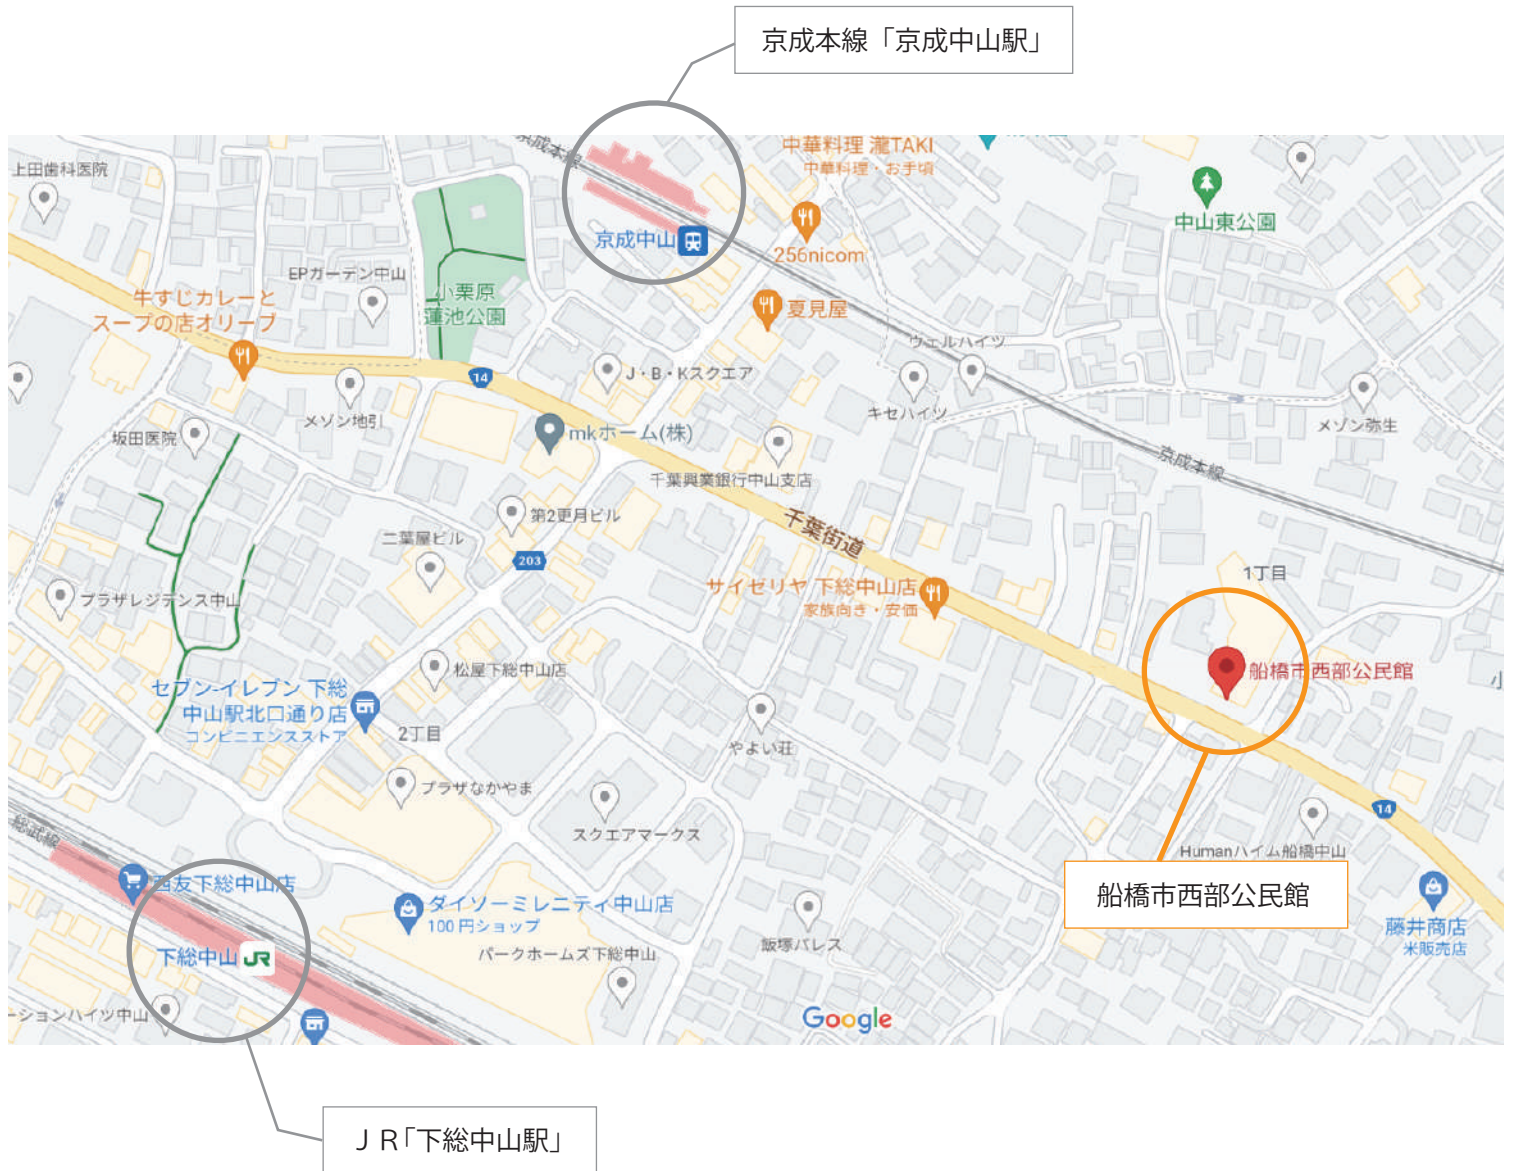 京成本線「京成中山駅」
京成本線
中華料理 瀧TAKI
中華料理・お手頃
上田歯科医院
中山東公園
京成中山
256nicom
EPガーデン中山
小栗原
蓮池公園
牛すじカレーと
スープの店オリーブ
夏見屋
ウェルハイツ
14
J・B・Kスクエア
キセハイツ
メゾン地引
メゾン弥生
坂田医院
mkホーム(株)
京成本線
千葉興業銀行中山支店
第2更月ビル
千葉街道
二葉屋ビル
203
1丁目
サイゼリヤ 下総中山店
家族向き・安価
プラザレジデンス中山
松屋下総中山店
船橋市西部公民館
セブン-イレブン 下総
中山駅北口通り店
コンビニエンスストア
2丁目
やよい荘
プラザなかやま
14
総武線
スクエアマークス
Humanハイム船橋中山
西友下総中山店
船橋市西部公民館
ダイソーミレニティ中山店
100 円ショップ
藤井商店
米販売店
飯塚パレス
下総中山 JR
パークホームズ下総中山
ーションハイツ中山
Google
ＪＲ「下総中山駅」